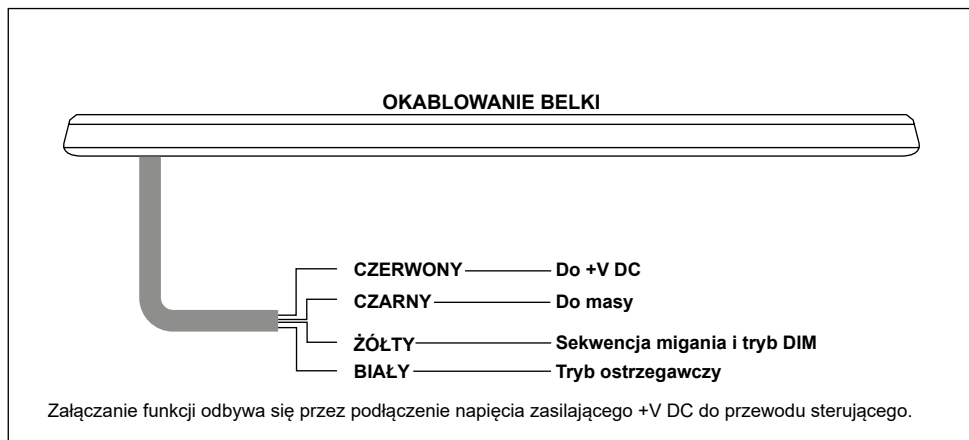 OKABLOWANIE BELKI
CZERWONY Do +V DC
CZARNY Do masy
ŻÓŁTY Sekwencja migania i tryb DIM
BIAŁY Tryb ostrzegawczy
Załączanie funkcji odbywa się przez podłączenie napięcia zasilającego +V DC do przewodu sterującego.